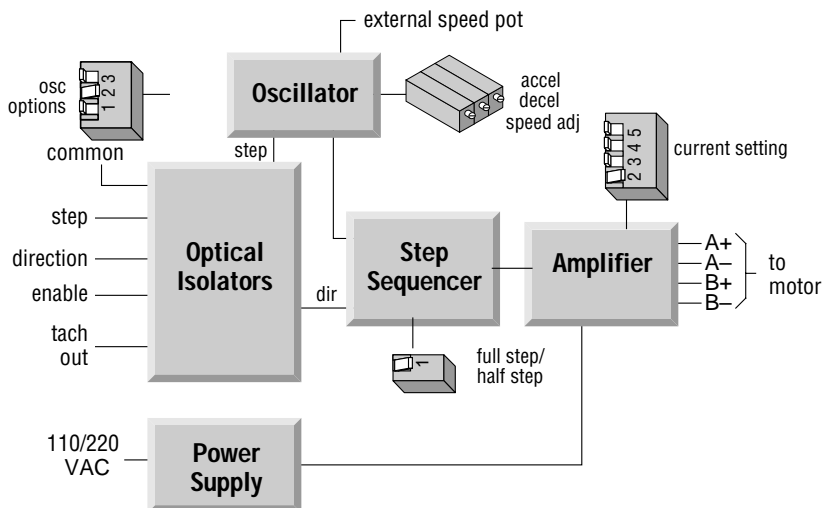 external speed pot
osc
options
1 2 3
Oscillator
accel
decel
speed adj
2 3 4 5
current setting
common
step
step
direction
enable
tach
out
Optical
Isolators
dir
Step
Sequencer
Amplifier
A+
A–
B+
B–
to
motor
1
full step/
half step
110/220
VAC
Power
Supply